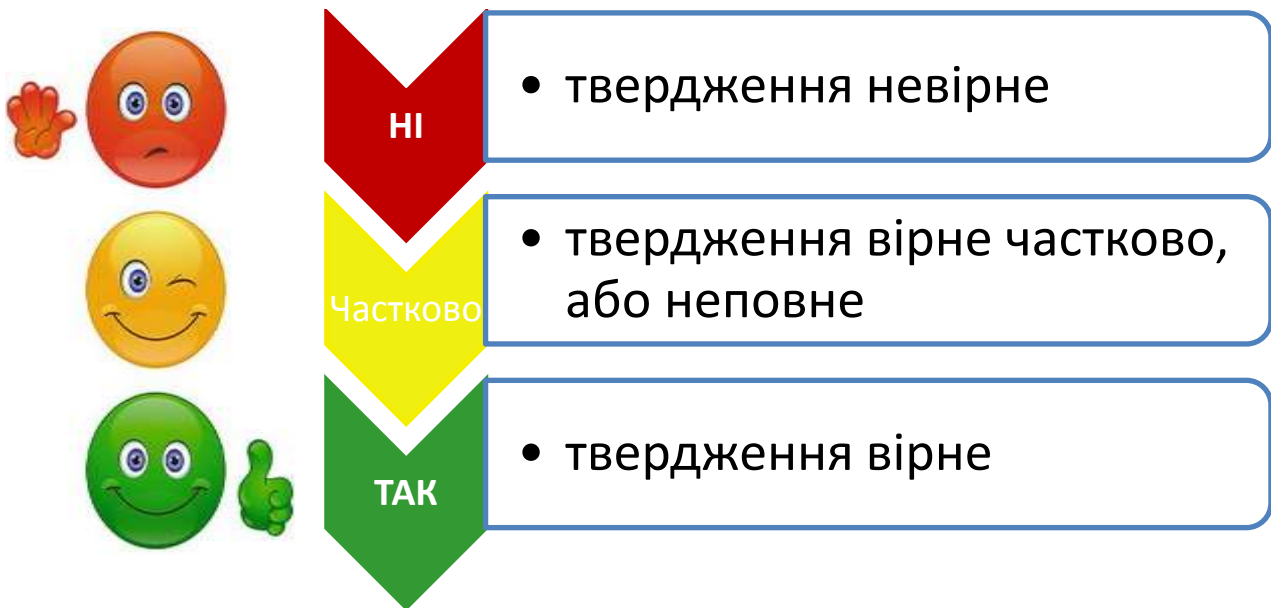 НІ
• твердження невірне
Частково
• твердження вірне частково,
або неповне
ТАК
• твердження вірне